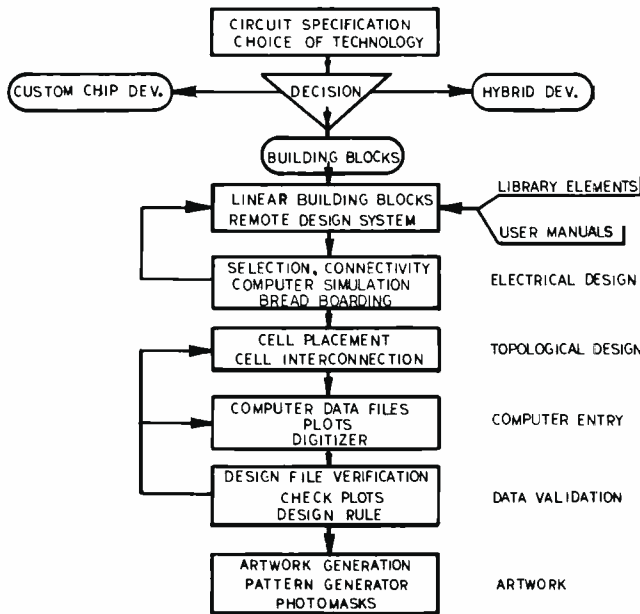 CIRCUIT SPECIFICATION
CHOICE OF TECHNOLOGY
CUSTOM CHIP DEV.
DECISION
HYBRID DEV.
BUILDING BLOCKS
LINEAR BUILDING BLOCKS
REMOTE DESIGN SYSTEM
LIBRARY ELEMENTS
USER MANUALS
SELECTION, CONNECTIVITY
COMPUTER SIMULATION
BREAD BOARDING
ELECTRICAL DESIGN
CELL PLACEMENT
CELL INTERCONNECTION
TOPOLOGICAL DESIGN
COMPUTER DATA FILES
PLOTS
DIGITIZER
COMPUTER ENTRY
DESIGN FILE VERIFICATION
CHECK PLOTS
DESIGN RULE
DATA VALIDATION
ARTWORK GENERATION
PATTERN GENERATOR
PHOTOMASKS
ARTWORK